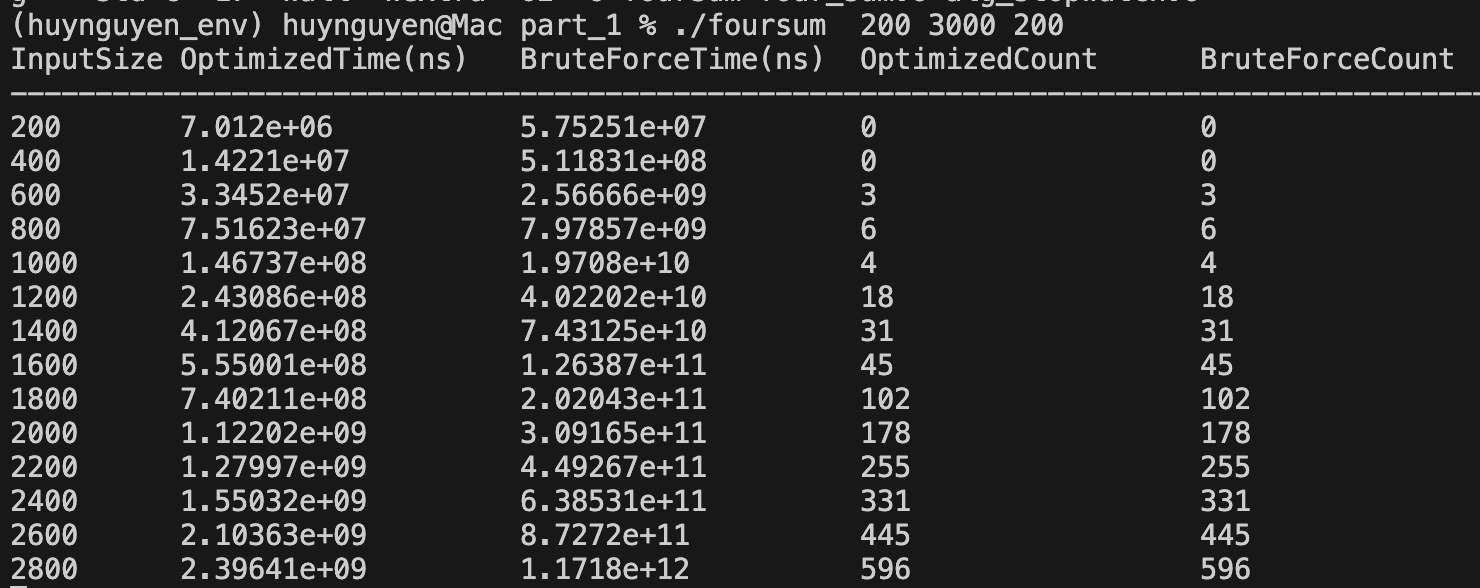 (huynguyen_env) huynguyen@Mac part_1 % ./foursum 200 3000 200
InputSize OptimizedTime(ns) BruteForceTime(ns) OptimizedCount BruteForceCount
200 7.012e+06 5.75251e+07 0 0
400 1.4221e+07 5.11831e+08 0 0
600 3.3452e+07 2.56666e+09 3 3
800 7.51623e+07 7.97857e+09 6 6
1000 1.46737e+08 1.9708e+10 4 4
1200 2.43086e+08 4.02202e+10 18 18
1400 4.12067e+08 7.43125e+10 31 31
1600 5.55001e+08 1.26387e+11 45 45
1800 7.40211e+08 2.02043e+11 102 102
2000 1.12202e+09 3.09165e+11 178 178
2200 1.27997e+09 4.49267e+11 255 255
2400 1.55032e+09 6.38531e+11 331 331
2600 2.10363e+09 8.7272e+11 445 445
2800 2.39641e+09 1.1718e+12 596 596